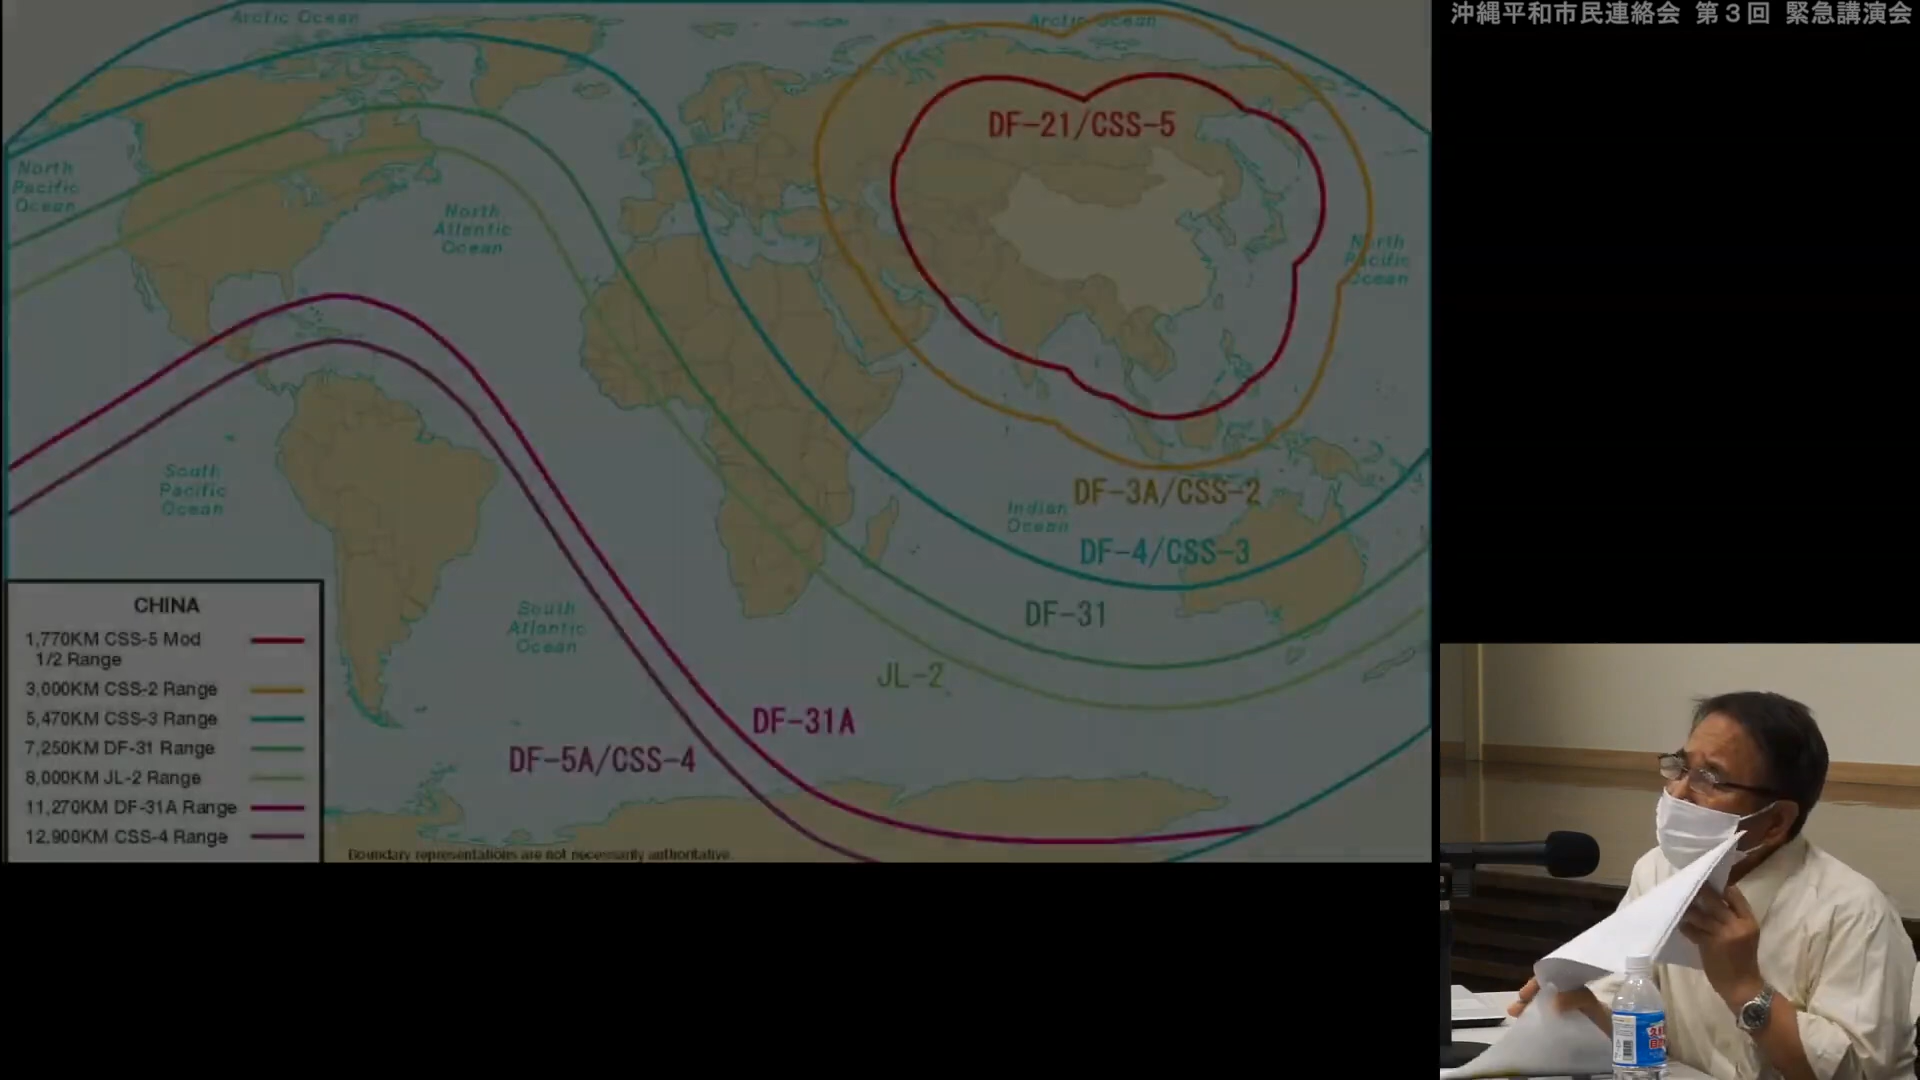 沖縄平和市民連絡会 第３回 緊急講演会
Arctic Ocean
Arctic Ocean
DF-21/CSS-5
North
Pacific
Ocean
North
Atlantic
Ocean
North
Pacific
Ocean
South
Pacific
Ocean
Indian
Ocean
DF-3A/CSS-2
DF-4/CSS-3
DF-31
South
Atlantic
Ocean
JL-2
DF-31A
DF-5A/CSS-4
CHINA
1,770KM CSS-5 Mod
1/2 Range
3,000KM CSS-2 Range
5,470KM CSS-3 Range
7,250KM DF-31 Range
8,000KM JL-2 Range
11,270KM DF-31A Range
12,900KM CSS-4 Range
Boundary representations are not necessarily authoritative.